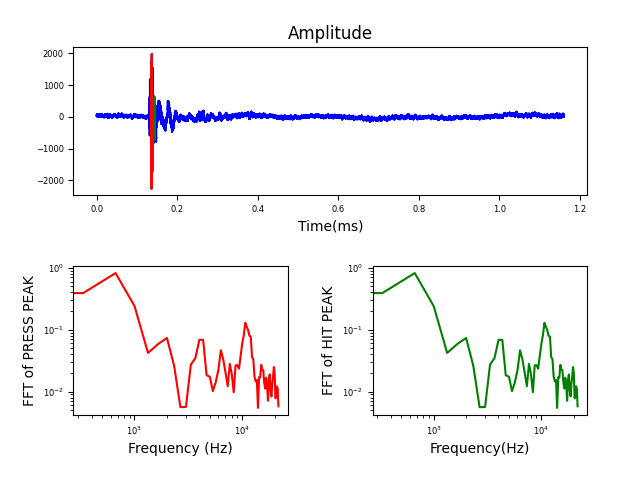 Amplitude
2000
1000
0
−1000
−2000
0.0 0.2 0.4 0.6 0.8 1.0 1.2
Time(ms)
FFT of PRESS PEAK
10⁰
10⁻¹
10⁻²
10³ 10⁴
Frequency (Hz)
FFT of HIT PEAK
10⁰
10⁻¹
10⁻²
10³ 10⁴
Frequency(Hz)